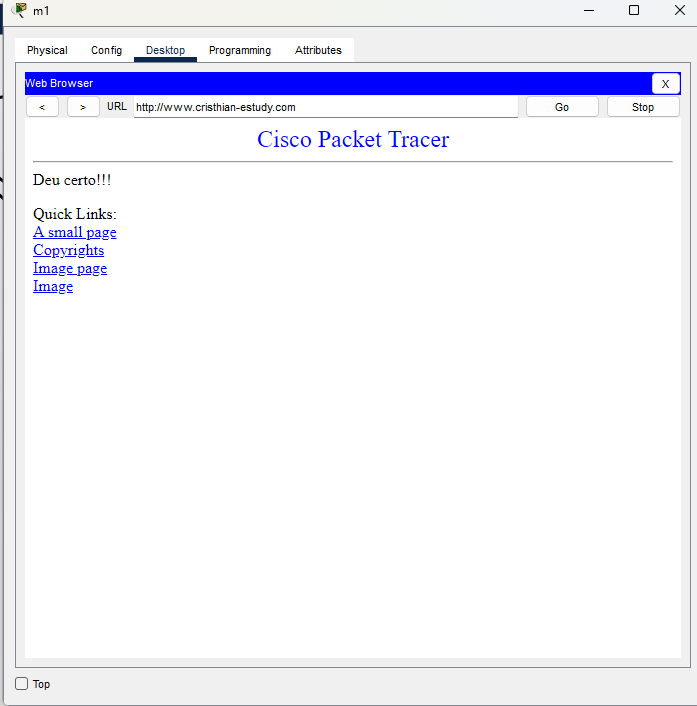 m1
Physical Config Desktop Programming Attributes
Web Browser X
< > URL http://www.cristhian-estudy.com Go Stop
Cisco Packet Tracer
Deu certo!!!
Quick Links:
A small page
Copyrights
Image page
Image
Top